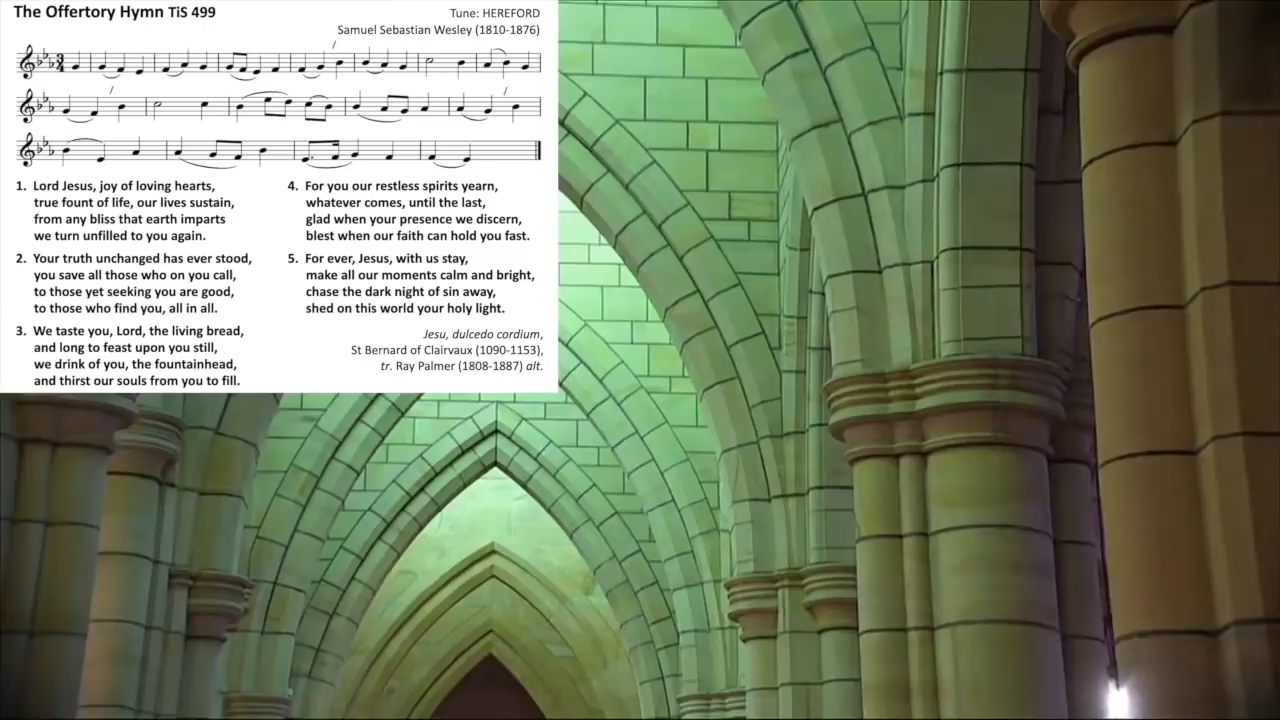 The Offertory Hymn TiS 499
Tune: HEREFORD
Samuel Sebastian Wesley (1810-1876)
3
4
1. Lord Jesus, joy of loving hearts,
true fount of life, our lives sustain,
from any bliss that earth imparts
we turn unfilled to you again.
2. Your truth unchanged has ever stood,
you save all those who on you call,
to those yet seeking you are good,
to those who find you, all in all.
3. We taste you, Lord, the living bread,
and long to feast upon you still,
we drink of you, the fountainhead,
and thirst our souls from you to fill.
4. For you our restless spirits yearn,
whatever comes, until the last,
glad when your presence we discern,
blest when our faith can hold you fast.
5. For ever, Jesus, with us stay,
make all our moments calm and bright,
chase the dark night of sin away,
shed on this world your holy light.
Jesu, dulcedo cordium,
St Bernard of Clairvaux (1090-1153),
tr. Ray Palmer (1808-1887) alt.